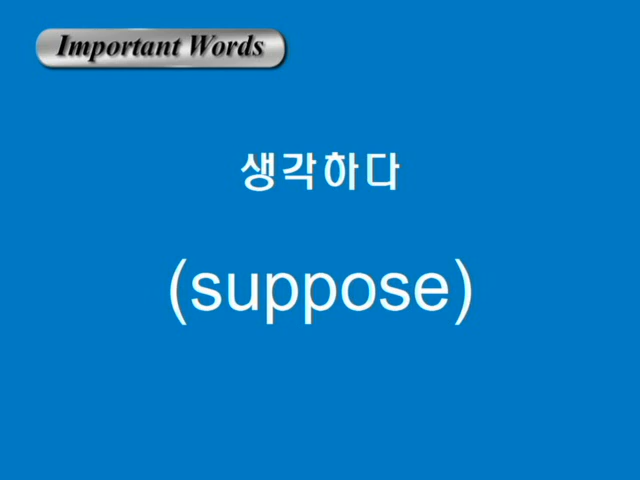 Important Words
생각하다
(suppose)